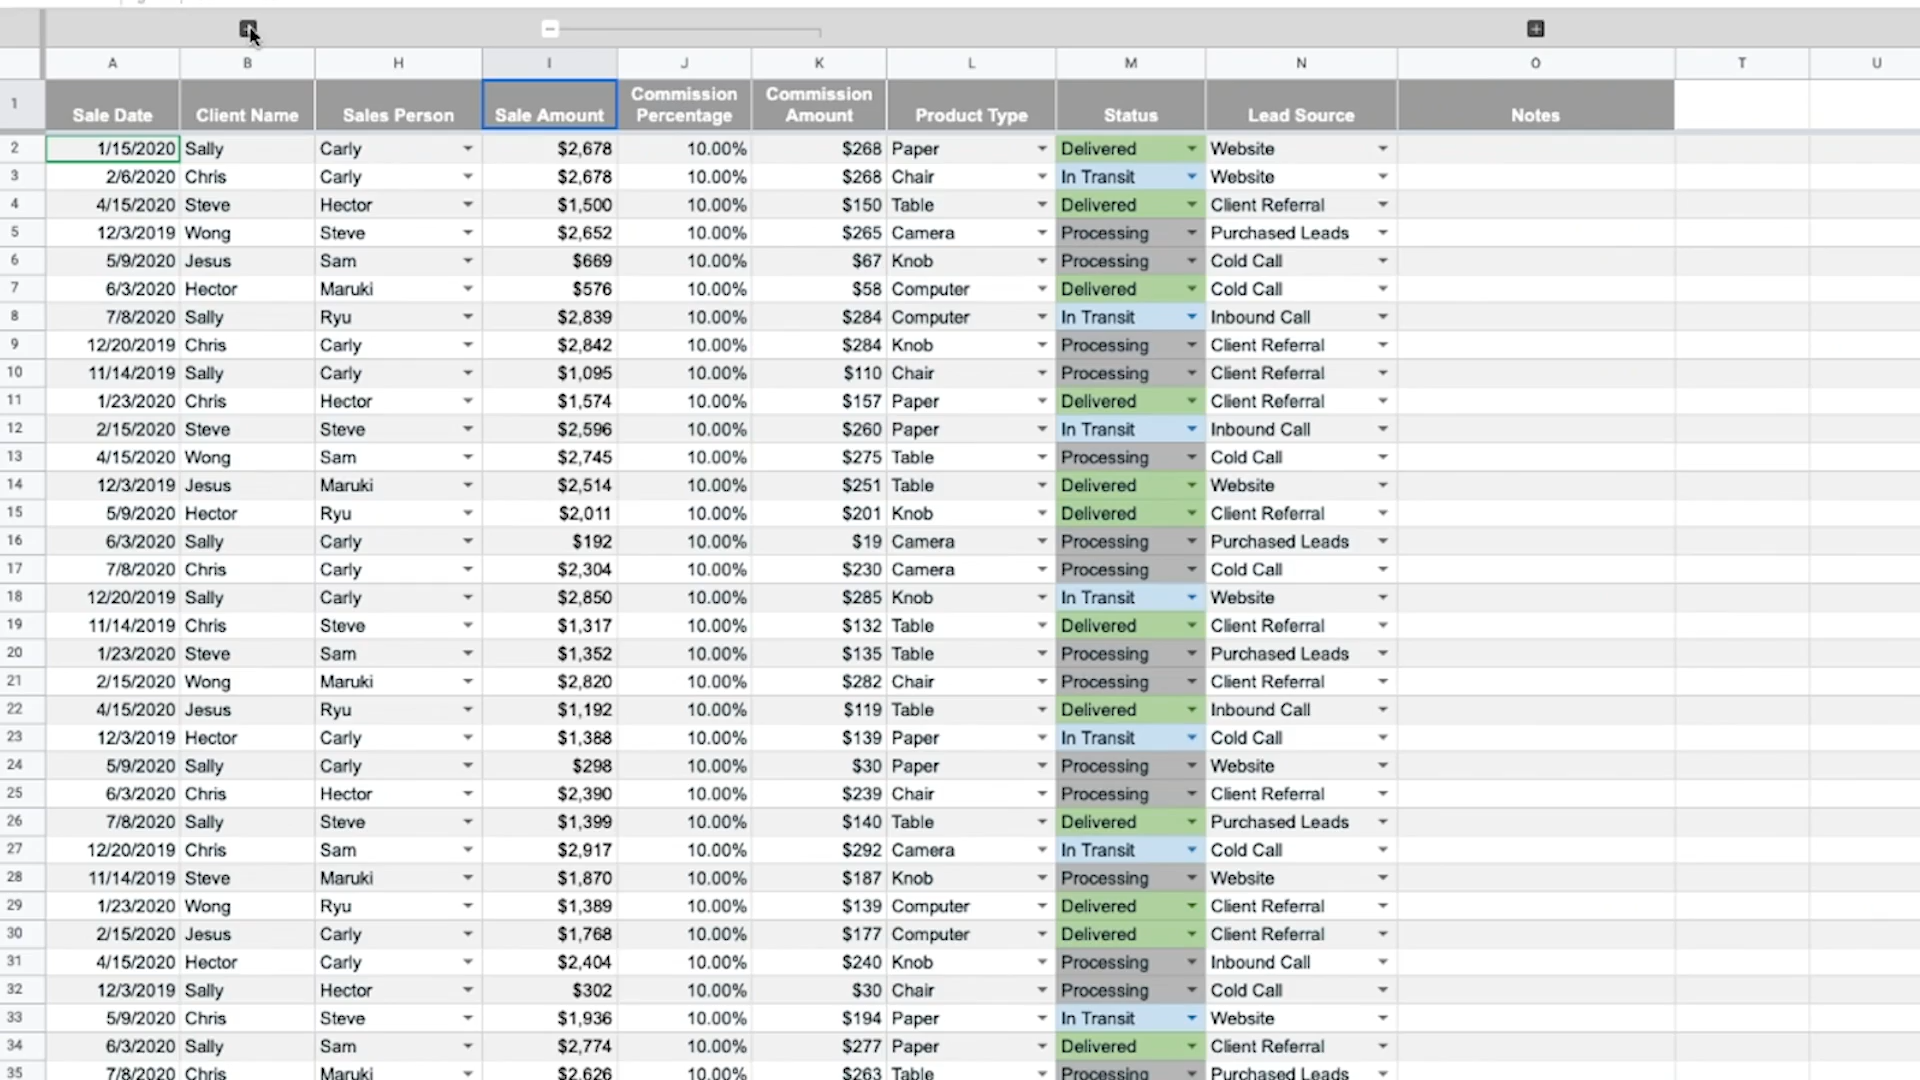 A B H I J K L M N O T U
1 Sale Date Client Name Sales Person Sale Amount Commission Percentage Commission Amount Product Type Status Lead Source Notes
2 1/15/2020 Sally Carly $2,678 10.00% $268 Paper Delivered Website
3 2/6/2020 Chris Carly $2,678 10.00% $268 Chair In Transit Website
4 4/15/2020 Steve Hector $1,500 10.00% $150 Table Delivered Client Referral
5 12/3/2019 Wong Steve $2,652 10.00% $265 Camera Processing Purchased Leads
6 5/9/2020 Jesus Sam $669 10.00% $67 Knob Processing Cold Call
7 6/3/2020 Hector Maruki $576 10.00% $58 Computer Delivered Cold Call
8 7/8/2020 Sally Ryu $2,839 10.00% $284 Computer In Transit Inbound Call
9 12/20/2019 Chris Carly $2,842 10.00% $284 Knob Processing Client Referral
10 11/14/2019 Sally Carly $1,095 10.00% $110 Chair Processing Client Referral
11 1/23/2020 Chris Hector $1,574 10.00% $157 Paper Delivered Client Referral
12 2/15/2020 Steve Steve $2,596 10.00% $260 Paper In Transit Inbound Call
13 4/15/2020 Wong Sam $2,745 10.00% $275 Table Processing Cold Call
14 12/3/2019 Jesus Maruki $2,514 10.00% $251 Table Delivered Website
15 5/9/2020 Hector Ryu $2,011 10.00% $201 Knob Delivered Client Referral
16 6/3/2020 Sally Carly $192 10.00% $19 Camera Processing Purchased Leads
17 7/8/2020 Chris Carly $2,304 10.00% $230 Camera Processing Cold Call
18 12/20/2019 Sally Carly $2,850 10.00% $285 Knob In Transit Website
19 11/14/2019 Chris Steve $1,317 10.00% $132 Table Delivered Client Referral
20 1/23/2020 Steve Sam $1,352 10.00% $135 Table Processing Purchased Leads
21 2/15/2020 Wong Maruki $2,820 10.00% $282 Chair Processing Client Referral
22 4/15/2020 Jesus Ryu $1,192 10.00% $119 Table Delivered Inbound Call
23 12/3/2019 Hector Carly $1,388 10.00% $139 Paper In Transit Cold Call
24 5/9/2020 Sally Carly $298 10.00% $30 Paper Processing Website
25 6/3/2020 Chris Hector $2,390 10.00% $239 Chair Processing Client Referral
26 7/8/2020 Sally Steve $1,399 10.00% $140 Table Delivered Purchased Leads
27 12/20/2019 Chris Sam $2,917 10.00% $292 Camera In Transit Cold Call
28 11/14/2019 Steve Maruki $1,870 10.00% $187 Knob Processing Website
29 1/23/2020 Wong Ryu $1,389 10.00% $139 Computer Delivered Client Referral
30 2/15/2020 Jesus Carly $1,768 10.00% $177 Computer Delivered Client Referral
31 4/15/2020 Hector Carly $2,404 10.00% $240 Knob Processing Inbound Call
32 12/3/2019 Sally Hector $302 10.00% $30 Chair Processing Cold Call
33 5/9/2020 Chris Steve $1,936 10.00% $194 Paper In Transit Website
34 6/3/2020 Sally Sam $2,774 10.00% $277 Paper Delivered Client Referral
35 7/8/2020 Chris Maruki $2,626 10.00% $263 Table Processing Purchased Leads